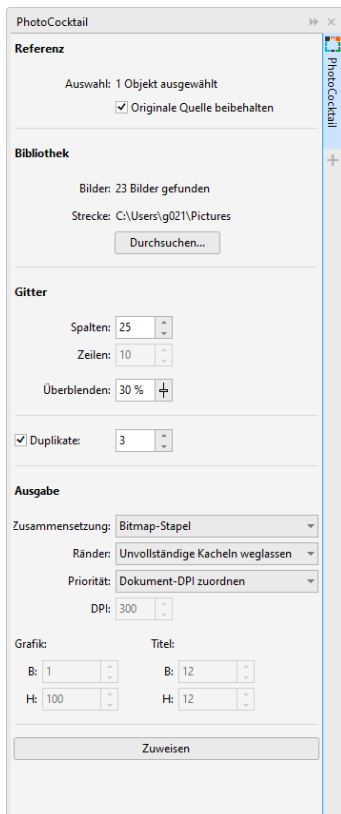 PhotoCocktail
PhotoCocktail
Referenz
Auswahl: 1 Objekt ausgewählt
Originale Quelle beibehalten
Bibliothek
Bilder: 23 Bilder gefunden
Strecke: C:\Users\g021\Pictures
Durchsuchen...
Gitter
Spalten: 25
Zeilen: 10
Überblenden: 30 %
Duplikate: 3
Ausgabe
Zusammensetzung: Bitmap-Stapel
Ränder: Unvollständige Kacheln weglassen
Priorität: Dokument-DPI zuordnen
DPI: 300
Grafik: Titel:
B: 1 B: 12
H: 100 H: 12
Zuweisen